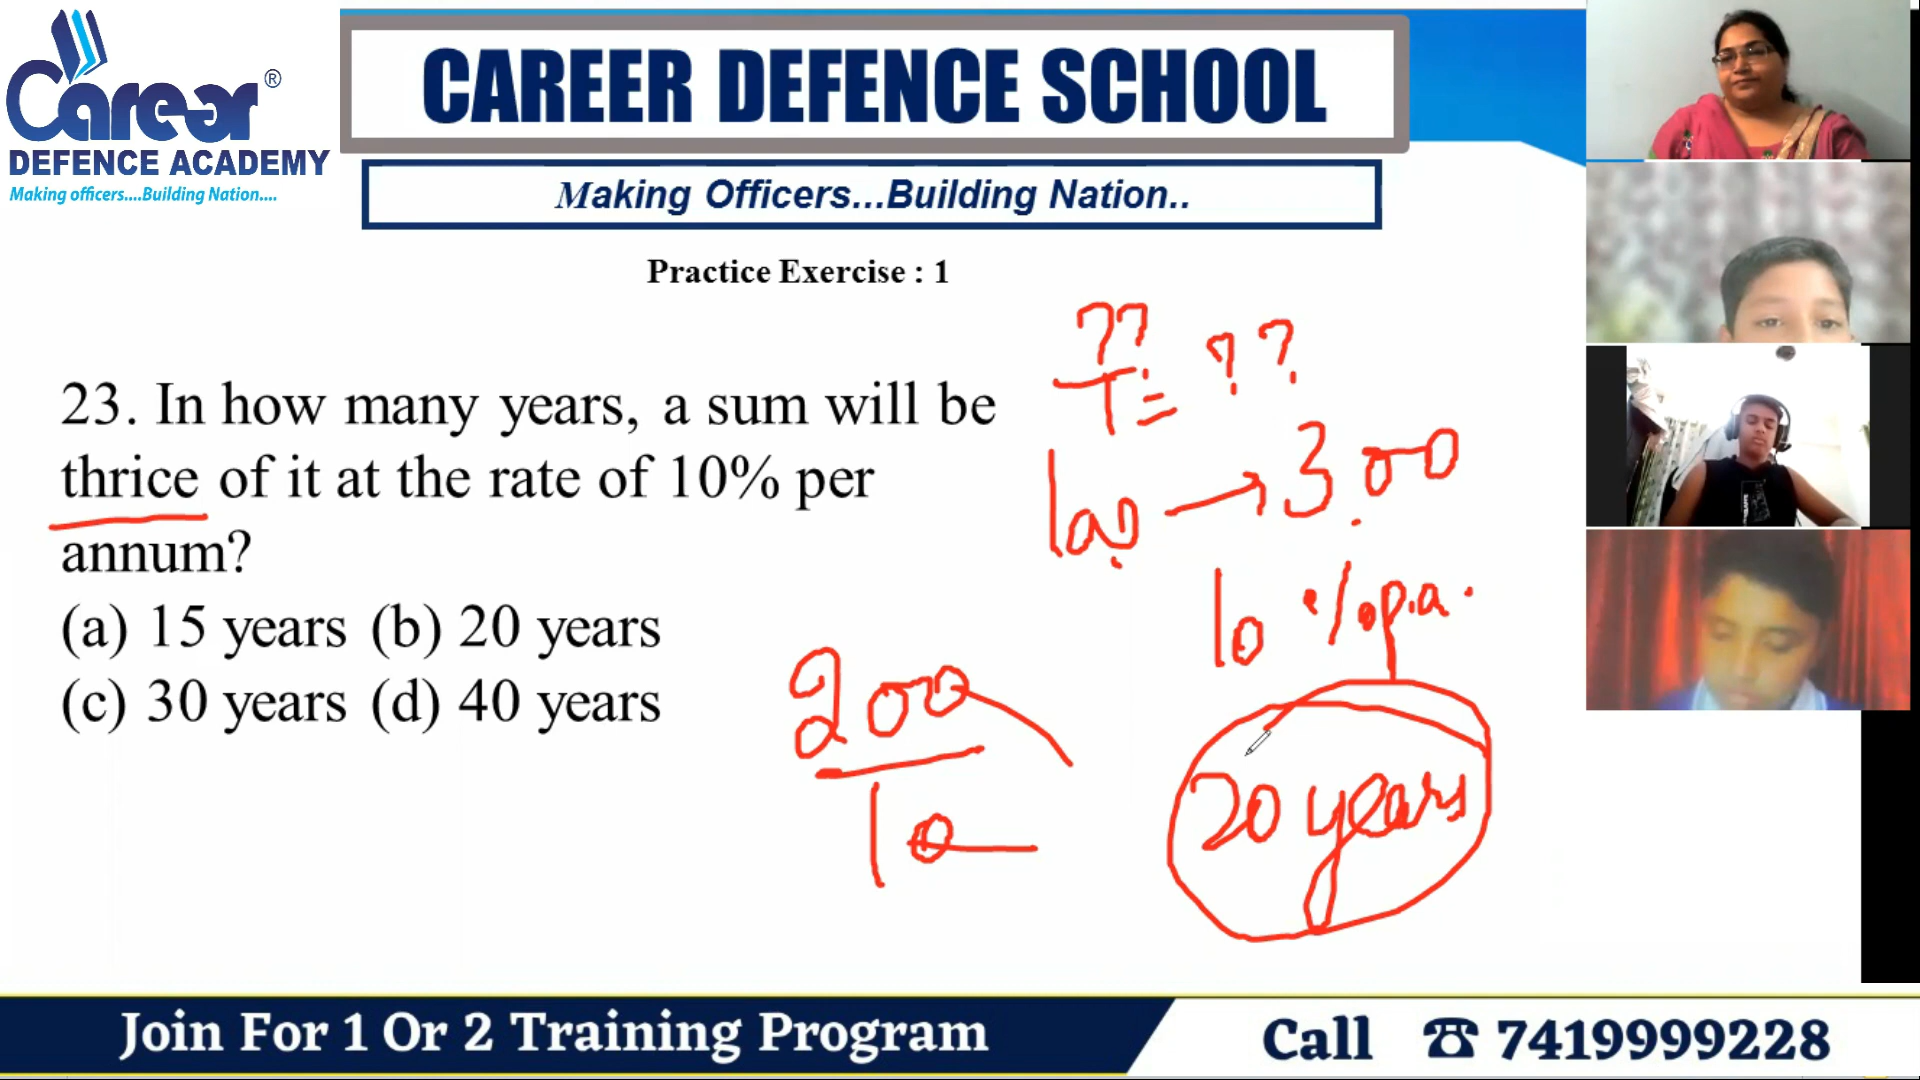 Career®
DEFENCE ACADEMY
Making officers....Building Nation....
CAREER DEFENCE SCHOOL
Making Officers...Building Nation..
Practice Exercise : 1
23. In how many years, a sum will be
thrice of it at the rate of 10% per
annum?
(a) 15 years (b) 20 years
(c) 30 years (d) 40 years
??
T = ??
100 → 300
10 % p.a.
200
10
20 years
Join For 1 Or 2 Training Program
Call ☎ 7419999228